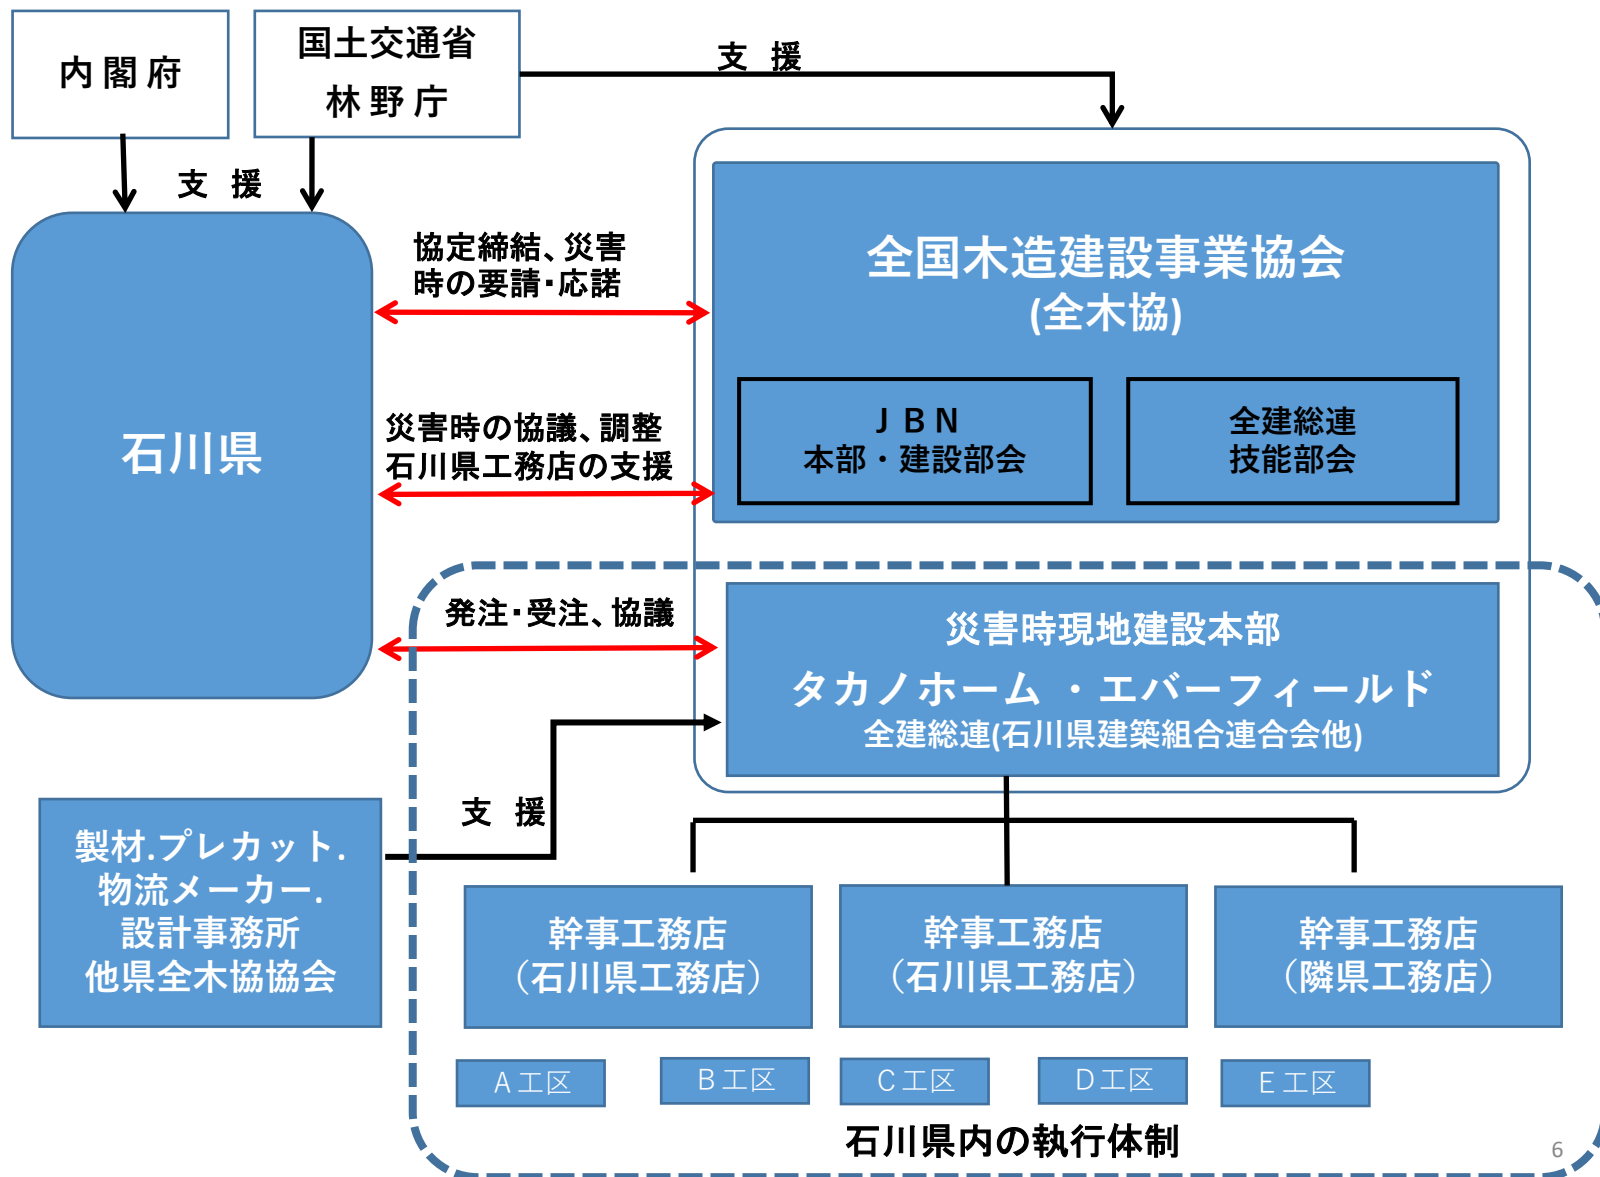 内 閣 府
国土交通省
林 野 庁
支 援
支 援
協定締結、災害
時の要請・応諾
全国木造建設事業協会
(全木協)
ＪＢＮ
本部・建設部会
全建総連
技能部会
石川県
災害時の協議、調整
石川県工務店の支援
発注・受注、協議
災害時現地建設本部
タカノホーム ・エバーフィールド
全建総連(石川県建築組合連合会他)
支 援
製材.プレカット.
物流メーカー.
設計事務所
他県全木協協会
幹事工務店
（石川県工務店）
幹事工務店
（石川県工務店）
幹事工務店
（隣県工務店）
Ａ工区
Ｂ工区
Ｃ工区
Ｄ工区
Ｅ工区
石川県内の執行体制
6